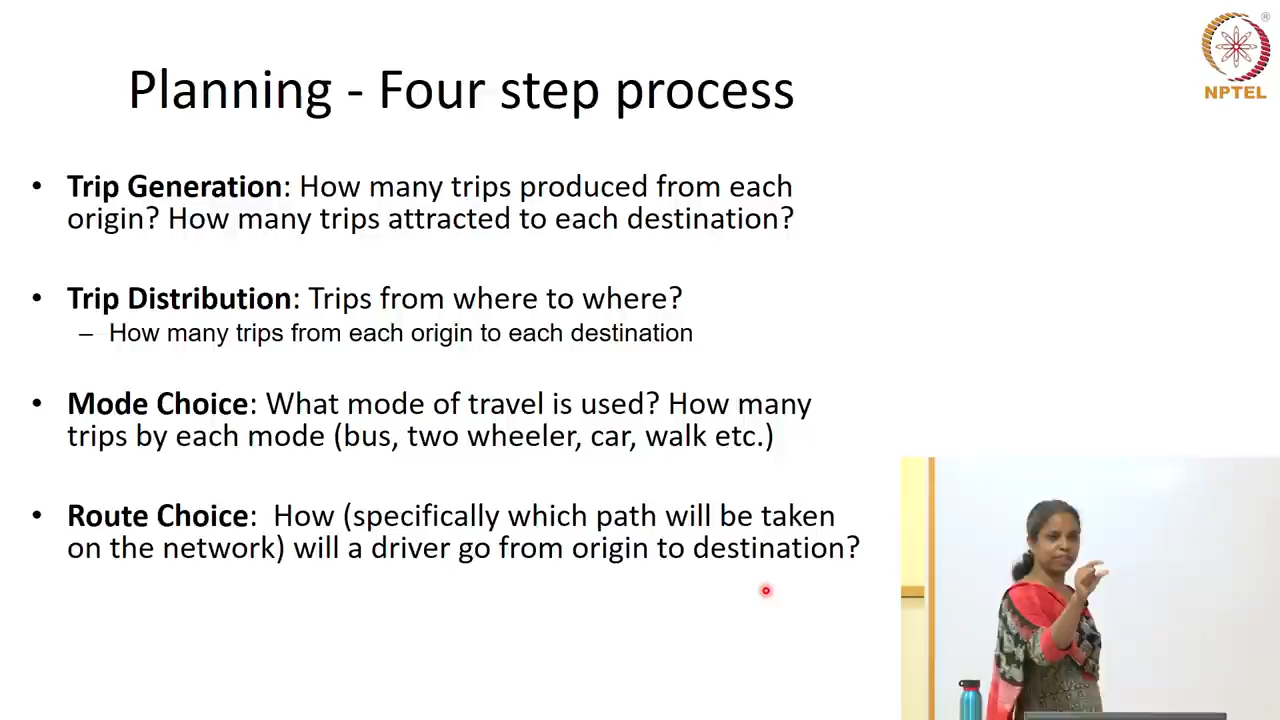 Planning - Four step process
• Trip Generation: How many trips produced from each
origin? How many trips attracted to each destination?
• Trip Distribution: Trips from where to where?
– How many trips from each origin to each destination
• Mode Choice: What mode of travel is used? How many
trips by each mode (bus, two wheeler, car, walk etc.)
• Route Choice: How (specifically which path will be taken
on the network) will a driver go from origin to destination?
®
NPTEL